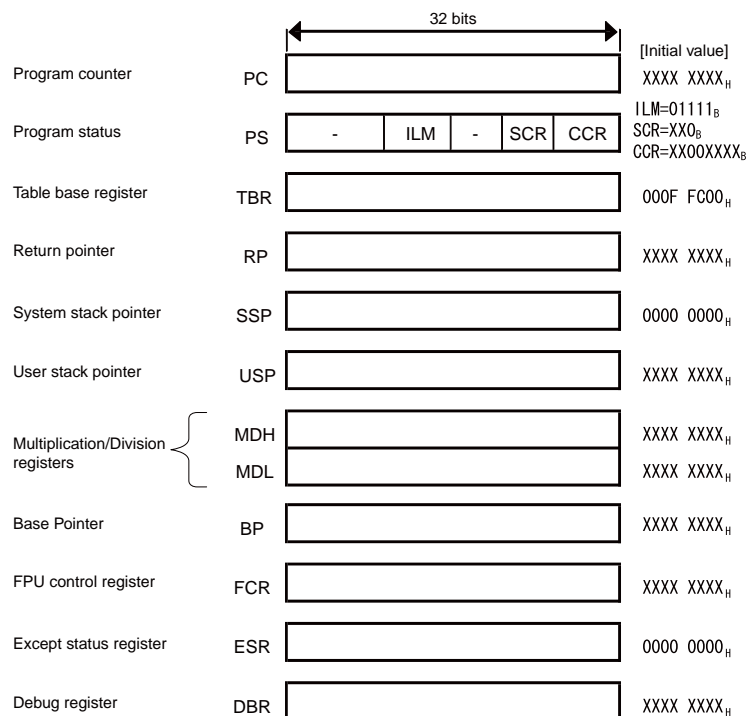 32 bits
[Initial value]
Program counter PC XXXX XXXXH
Program status PS - ILM - SCR CCR ILM=01111B
SCR=XX0B
CCR=XX00XXXXB
Table base register TBR 000F FC00H
Return pointer RP XXXX XXXXH
System stack pointer SSP 0000 0000H
User stack pointer USP XXXX XXXXH
Multiplication/Division registers MDH XXXX XXXXH
MDL XXXX XXXXH
Base Pointer BP XXXX XXXXH
FPU control register FCR XXXX XXXXH
Except status register ESR 0000 0000H
Debug register DBR XXXX XXXXH